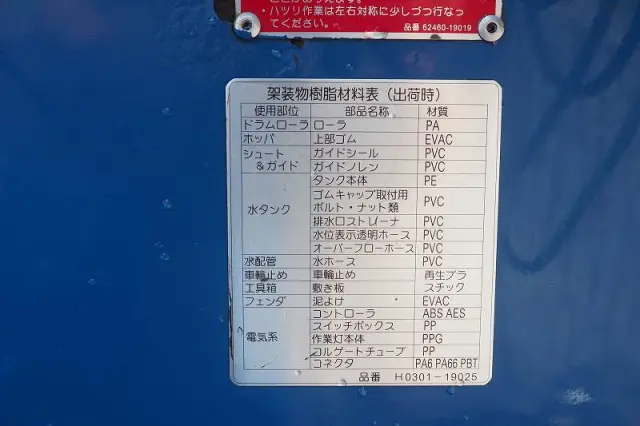 ・ハツリ作業は左右対称に少しづつ行なっ
てください。
品番 62460-19019
架装物樹脂材料表（出荷時）
使用部位 部品名称 材質
ドラムローラ ローラ PA
ホッパ 上部ゴム EVAC
シュート ガイドシール PVC
&ガイド ガイドノレン PVC
タンク本体 PE
ゴムキャップ取付用
ボルト・ナット類 PVC
水タンク
排水口ストレーナ PVC
水位表示透明ホース PVC
オーバーフローホース PVC
水配管 水ホース PVC
車輪止め 車輪止め 再生プラ
工具箱 敷き板 スチック
フェンダ 泥よけ EVAC
コントローラ ABS AES
スイッチボックス PP
電気系 作業灯本体 PPG
コルゲートチューブ PP
コネクタ PA6 PA66 PBT
品番 H0301-19025